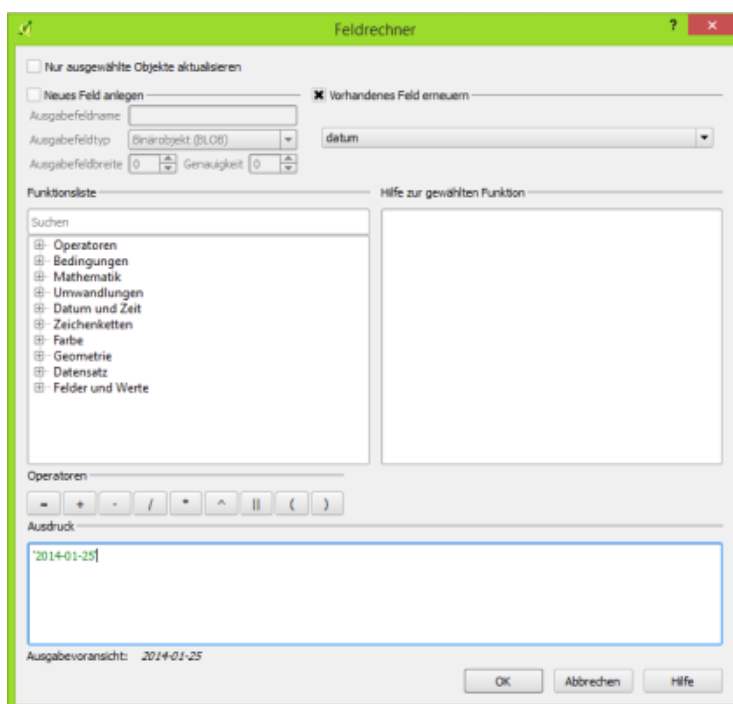 Feldrechner
?
Nur ausgewählte Objekte aktualisieren
Neues Feld anlegen
Vorhandenes Feld erneuern
Ausgabefeldname
datum
Ausgabefeldtyp Binärobjekt (BLOB)
Ausgabefeldbreite 0 Genauigkeit 0
Funktionsliste
Hilfe zur gewählten Funktion
Suchen
Operatoren
Bedingungen
Mathematik
Umwandlungen
Datum und Zeit
Zeichenketten
Farbe
Geometrie
Datensatz
Felder und Werte
Operatoren
= + - / * ^ || ( )
Ausdruck
'2014-01-25'
Ausgabevoransicht: 2014-01-25
OK Abbrechen Hilfe